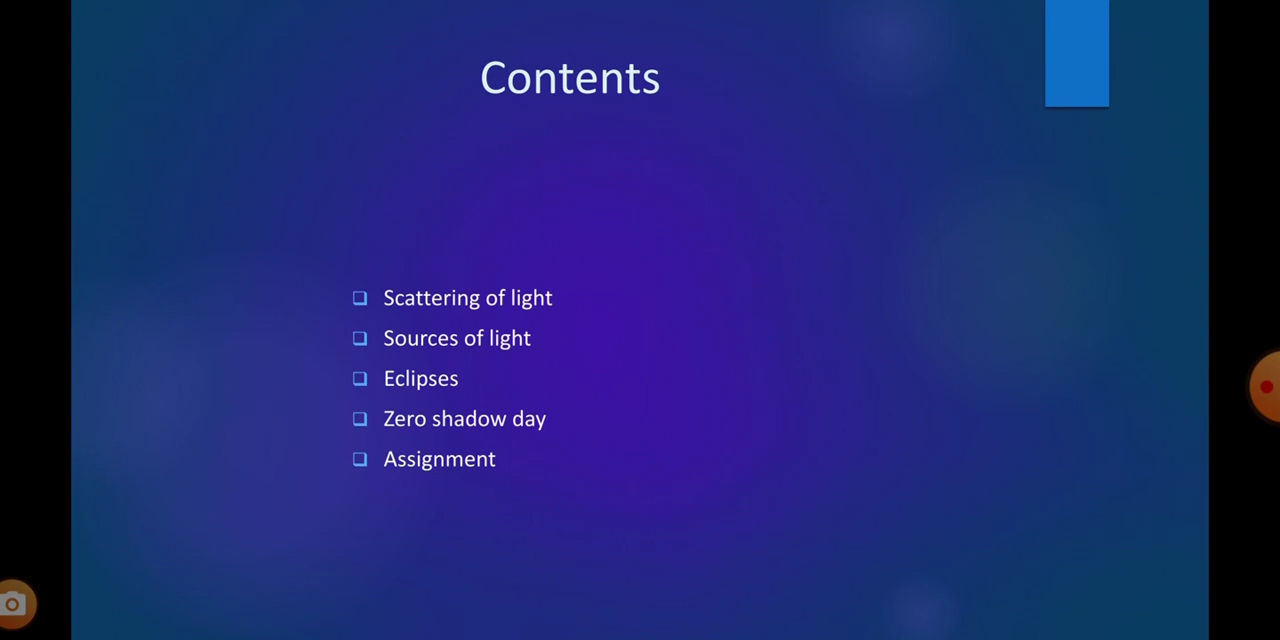 Contents
Scattering of light
Sources of light
Eclipses
Zero shadow day
Assignment